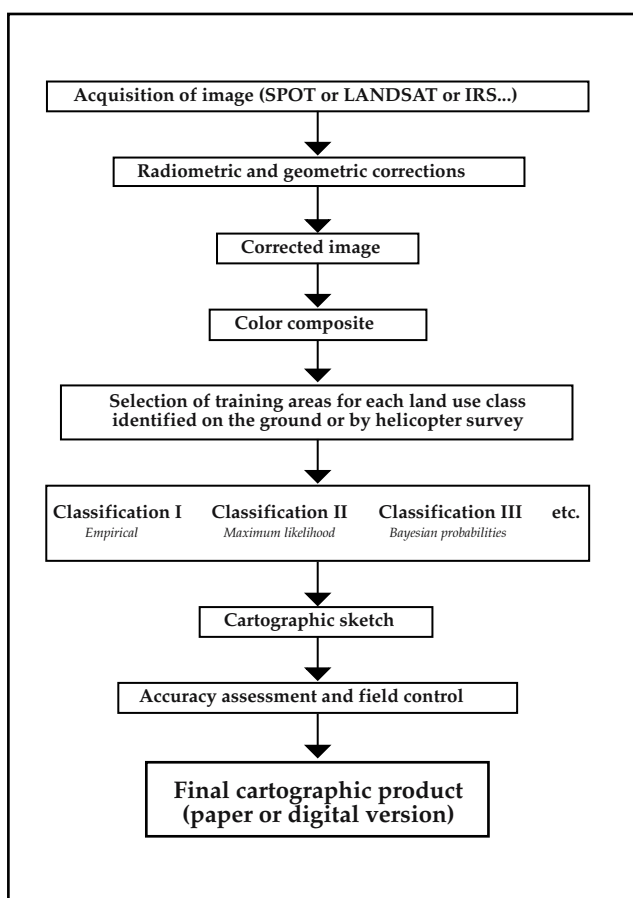 Acquisition of image (SPOT or LANDSAT or IRS...)
Radiometric and geometric corrections
Corrected image
Color composite
Selection of training areas for each land use class
identified on the ground or by helicopter survey
Classification I Classification II Classification III etc.
Empirical Maximum likelihood Bayesian probabilities
Cartographic sketch
Accuracy assessment and field control
Final cartographic product
(paper or digital version)